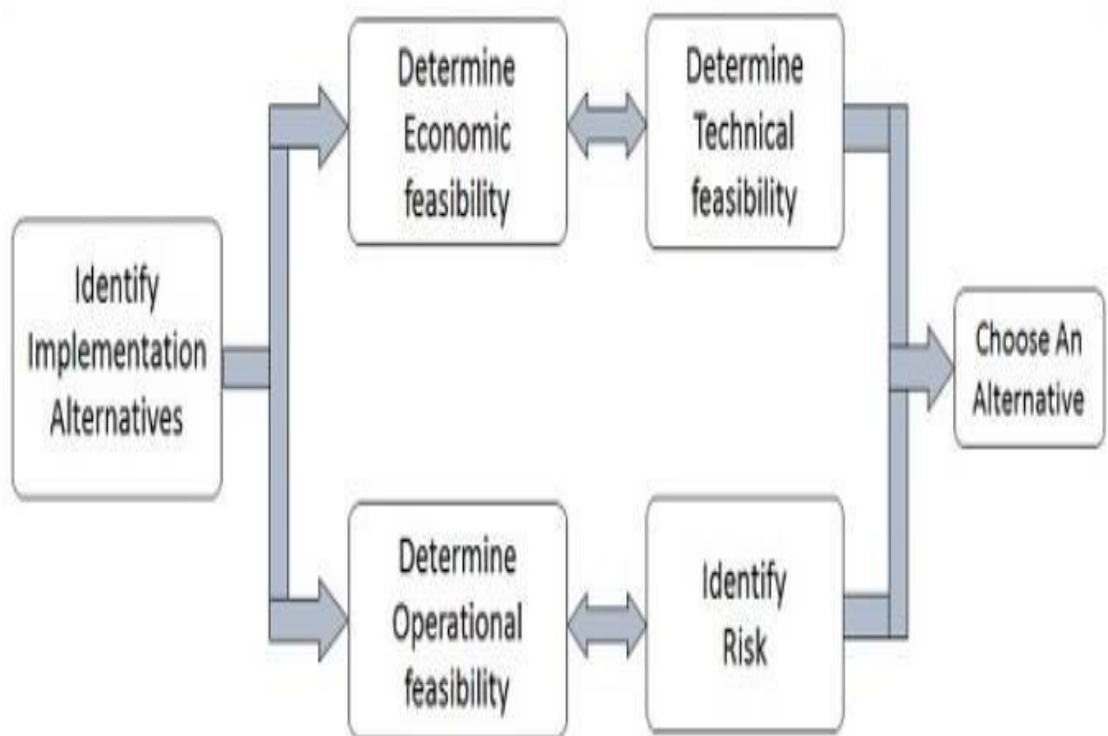 Identify
Implementation
Alternatives
Determine
Economic
feasibility
Determine
Technical
feasibility
Determine
Operational
feasibility
Identify
Risk
Choose An
Alternative